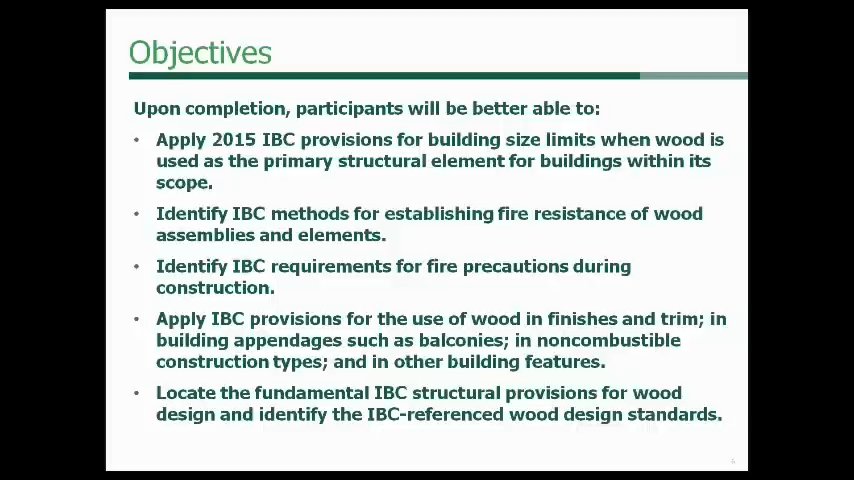 Objectives
Upon completion, participants will be better able to:
• Apply 2015 IBC provisions for building size limits when wood is
used as the primary structural element for buildings within its
scope.
• Identify IBC methods for establishing fire resistance of wood
assemblies and elements.
• Identify IBC requirements for fire precautions during
construction.
• Apply IBC provisions for the use of wood in finishes and trim; in
building appendages such as balconies; in noncombustible
construction types; and in other building features.
• Locate the fundamental IBC structural provisions for wood
design and identify the IBC-referenced wood design standards.